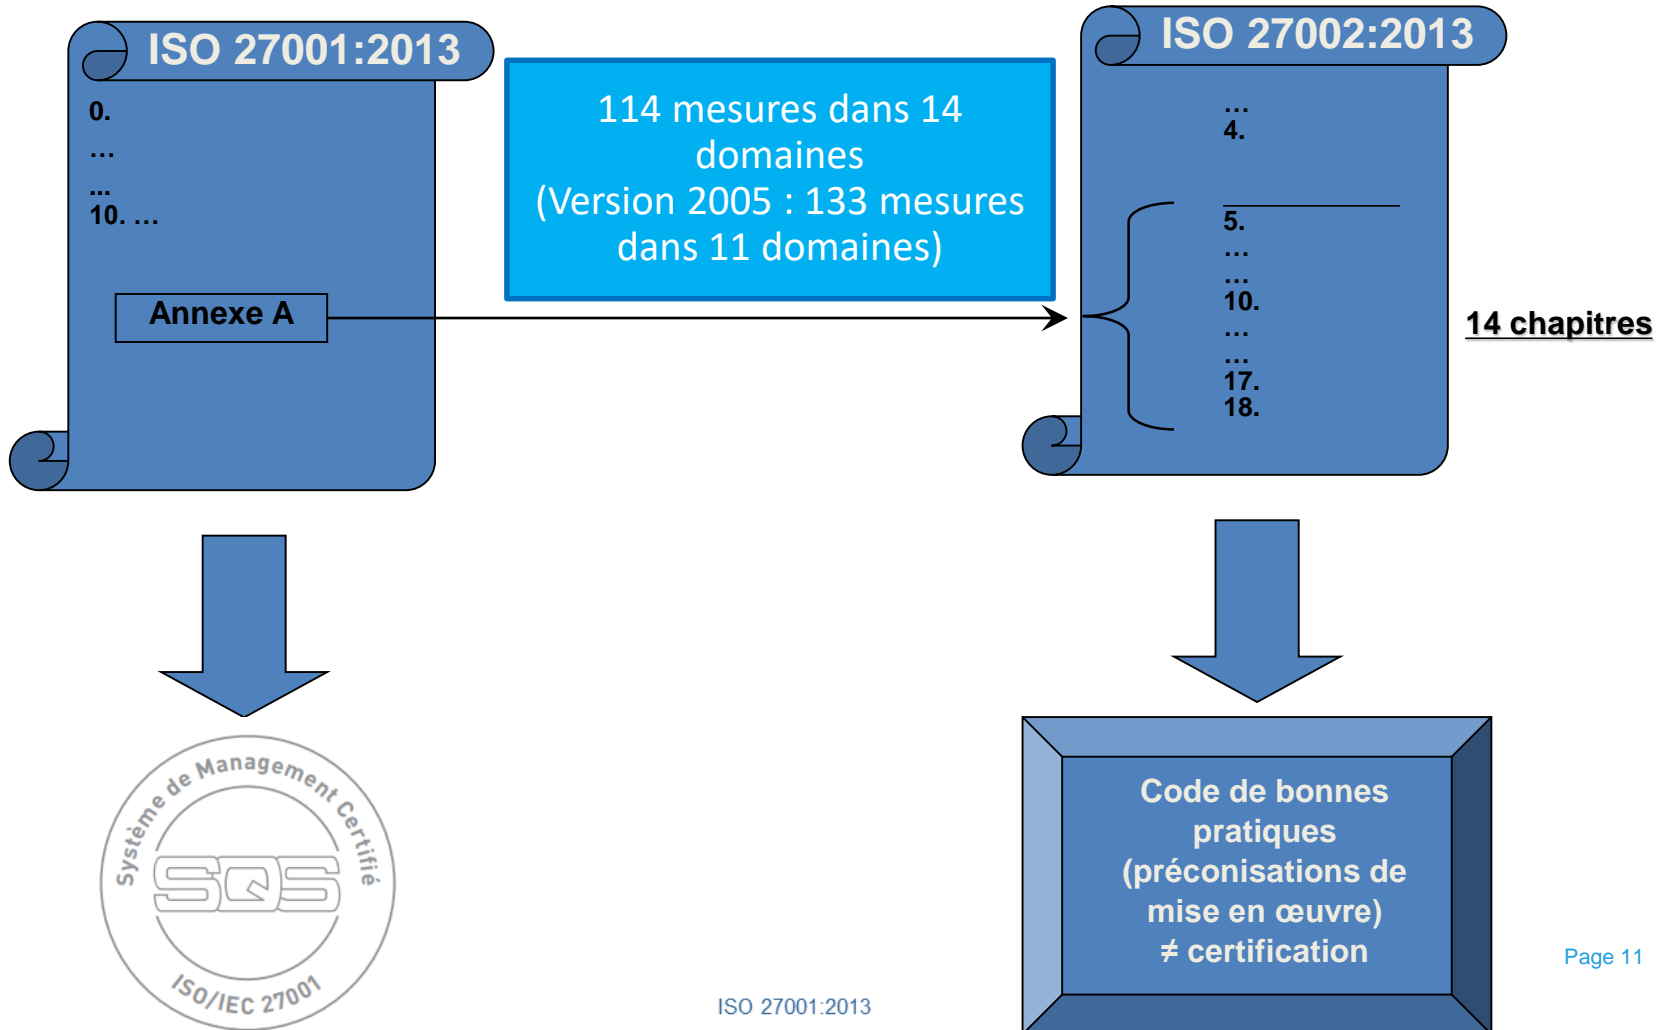 ISO 27001:2013
0.
…
...
10. …
Annexe A
114 mesures dans 14
domaines
(Version 2005 : 133 mesures
dans 11 domaines)
ISO 27002:2013
…
4.
5.
…
…
10.
…
…
17.
18.
14 chapitres
Système de Management Certifié
SQS
ISO/IEC 27001
Code de bonnes
pratiques
(préconisations de
mise en œuvre)
≠ certification
Page 11
ISO 27001:2013